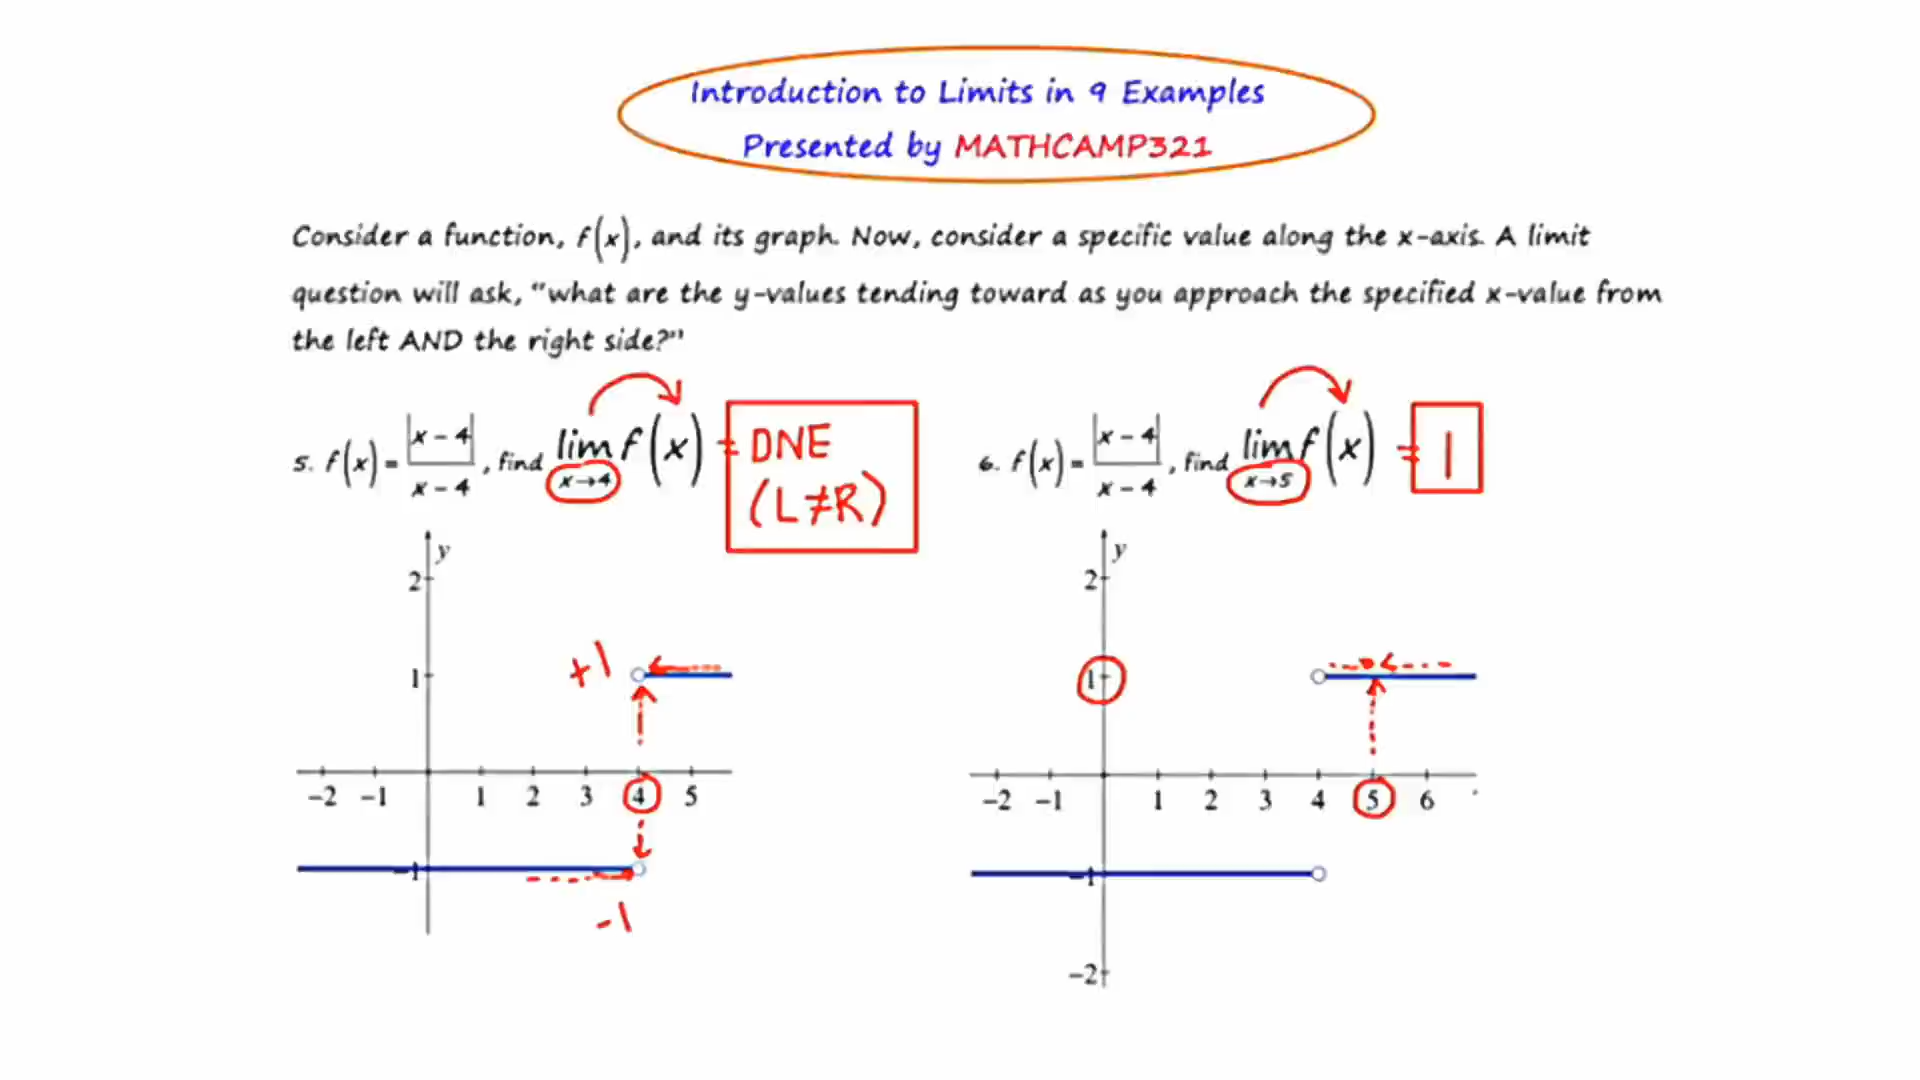 Introduction to Limits in 9 Examples
Presented by MATHCAMP321
Consider a function, f(x), and its graph. Now, consider a specific value along the x-axis. A limit
question will ask, "what are the y-values tending toward as you approach the specified x-value from
the left AND the right side?"
5. f(x) = |x - 4| / x - 4, find lim x→4 f(x) = DNE
(L≠R)
6. f(x) = |x - 4| / x - 4, find lim x→5 f(x) = 1
y
2
+1
1
-2 -1 1 2 3 4 5
-1
-1
y
2
1
-2 -1 1 2 3 4 5 6
-1
-2